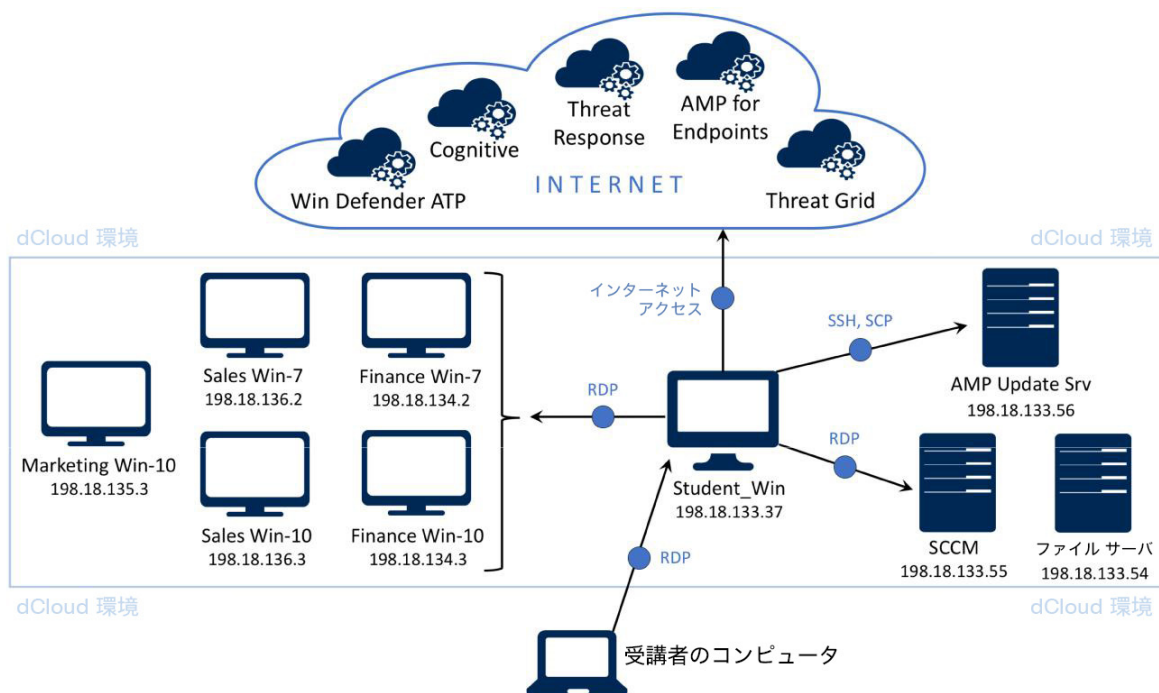 Threat
Response
AMP for
Endpoints
Cognitive
Win Defender ATP
INTERNET
Threat Grid
dCloud 環境
dCloud 環境
インターネット
アクセス
SSH, SCP
Sales Win-7
198.18.136.2
Finance Win-7
198.18.134.2
AMP Update Srv
198.18.133.56
RDP
RDP
Marketing Win-10
198.18.135.3
Student_Win
198.18.133.37
Sales Win-10
198.18.136.3
Finance Win-10
198.18.134.3
SCCM
198.18.133.55
ファイル サーバ
198.18.133.54
RDP
dCloud 環境
dCloud 環境
受講者のコンピュータ